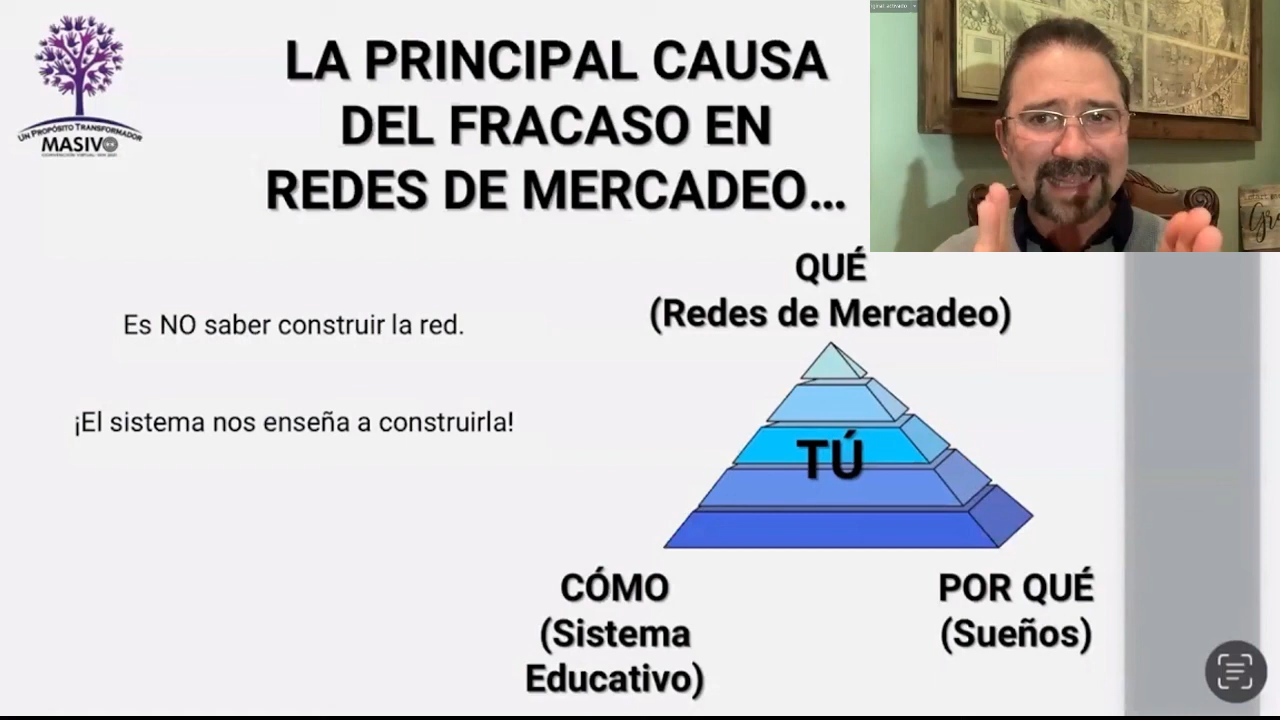 LA PRINCIPAL CAUSA
DEL FRACASO EN
REDES DE MERCADEO…
UN PROPÓSITO TRANSFORMADOR
MASIVO
QUÉ
(Redes de Mercadeo)
Es NO saber construir la red.
¡El sistema nos enseña a construirla!
TÚ
CÓMO
(Sistema
Educativo)
POR QUÉ
(Sueños)